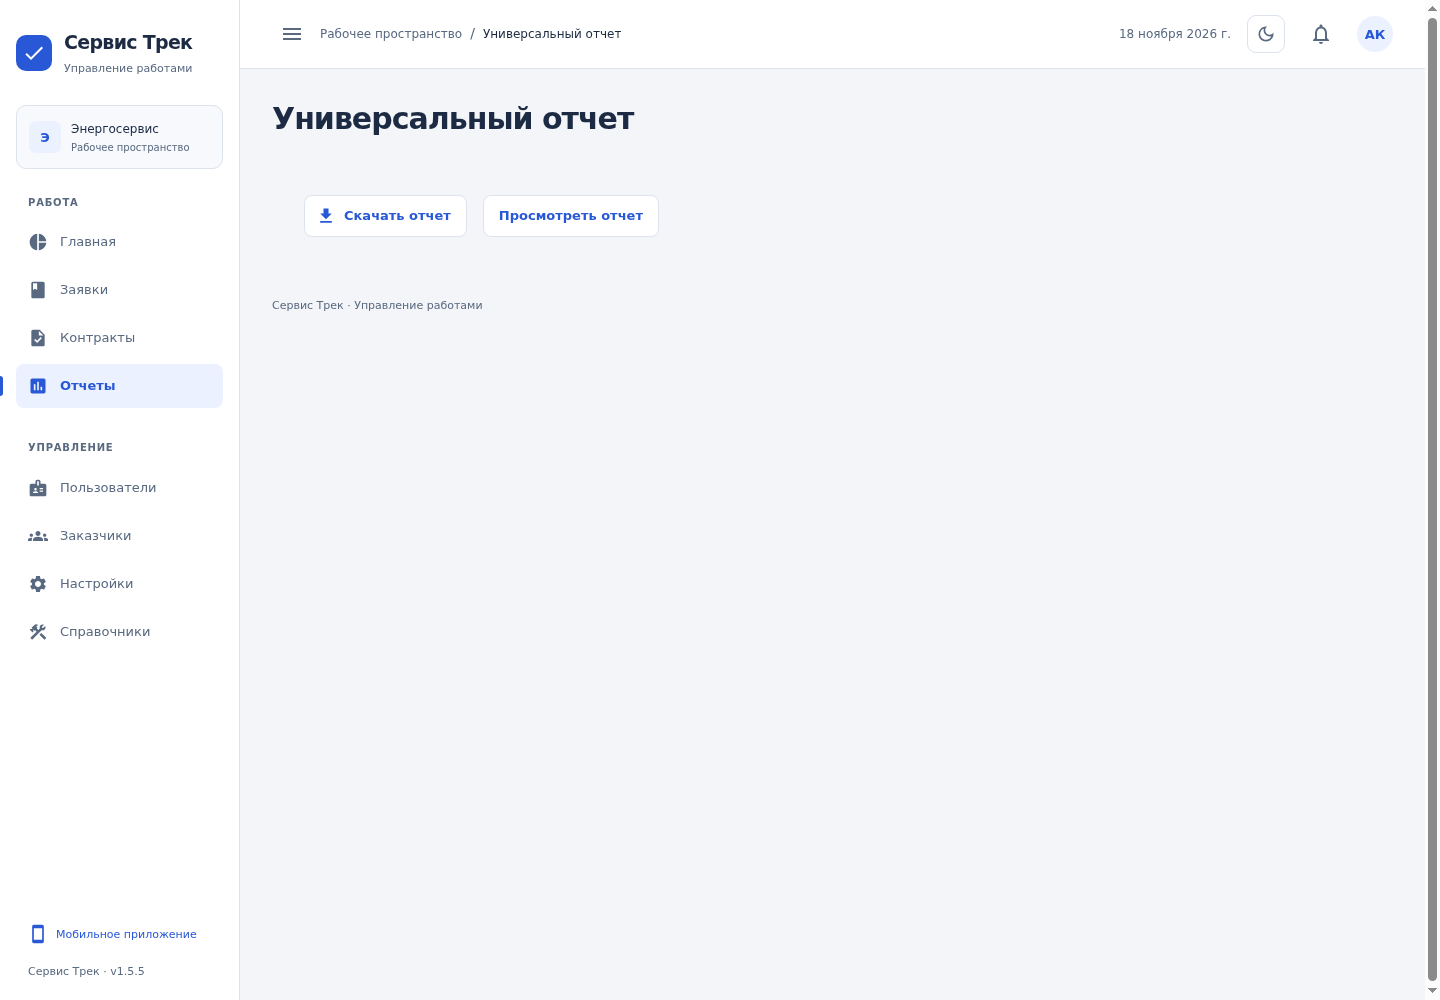 Сервис Трек
Управление работами
Э
Энергосервис
Рабочее пространство
РАБОТА
Главная
Заявки
Контракты
Отчеты
УПРАВЛЕНИЕ
Пользователи
Заказчики
Настройки
Справочники
Мобильное приложение
Сервис Трек · v1.5.5
Рабочее пространство / Универсальный отчет
18 ноября 2026 г.
АК
Универсальный отчет
Скачать отчет
Просмотреть отчет
Сервис Трек · Управление работами